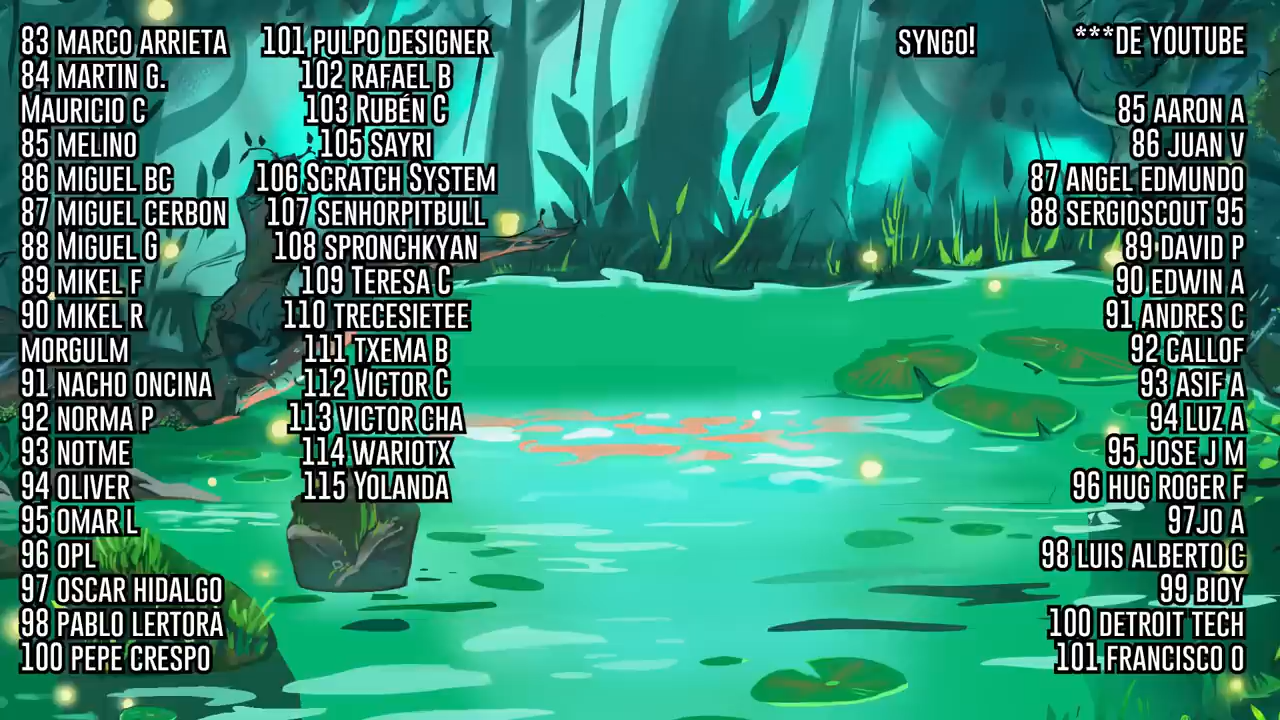 83 MARCO ARRIETA
84 MARTIN G.
MAURICIO C
85 MELINO
86 MIGUEL BC
87 MIGUEL CERBON
88 MIGUEL G
89 MIKEL F
90 MIKEL R
MORGULM
91 NACHO ONCINA
92 NORMA P
93 NOTME
94 OLIVER
95 OMAR L
96 OPL
97 OSCAR HIDALGO
98 PABLO LERTORA
100 PEPE CRESPO
101 PULPO DESIGNER
102 RAFAEL B
103 RUBÉN C
105 SAYRI
106 SCRATCH SYSTEM
107 SENHORPITBULL
108 SPRONCHKYAN
109 TERESA C
110 TRECESIETEE
111 TXEMA B
112 VICTOR C
113 VICTOR CHA
114 WARIOTX
115 YOLANDA
SYNGO!
***DE YOUTUBE
85 AARON A
86 JUAN V
87 ANGEL EDMUNDO
88 SERGIOSCOUT 95
89 DAVID P
90 EDWIN A
91 ANDRES C
92 CALLOF
93 ASIF A
94 LUZ A
95 JOSE J M
96 HUG ROGER F
97JO A
98 LUIS ALBERTO C
99 BIOY
100 DETROIT TECH
101 FRANCISCO O